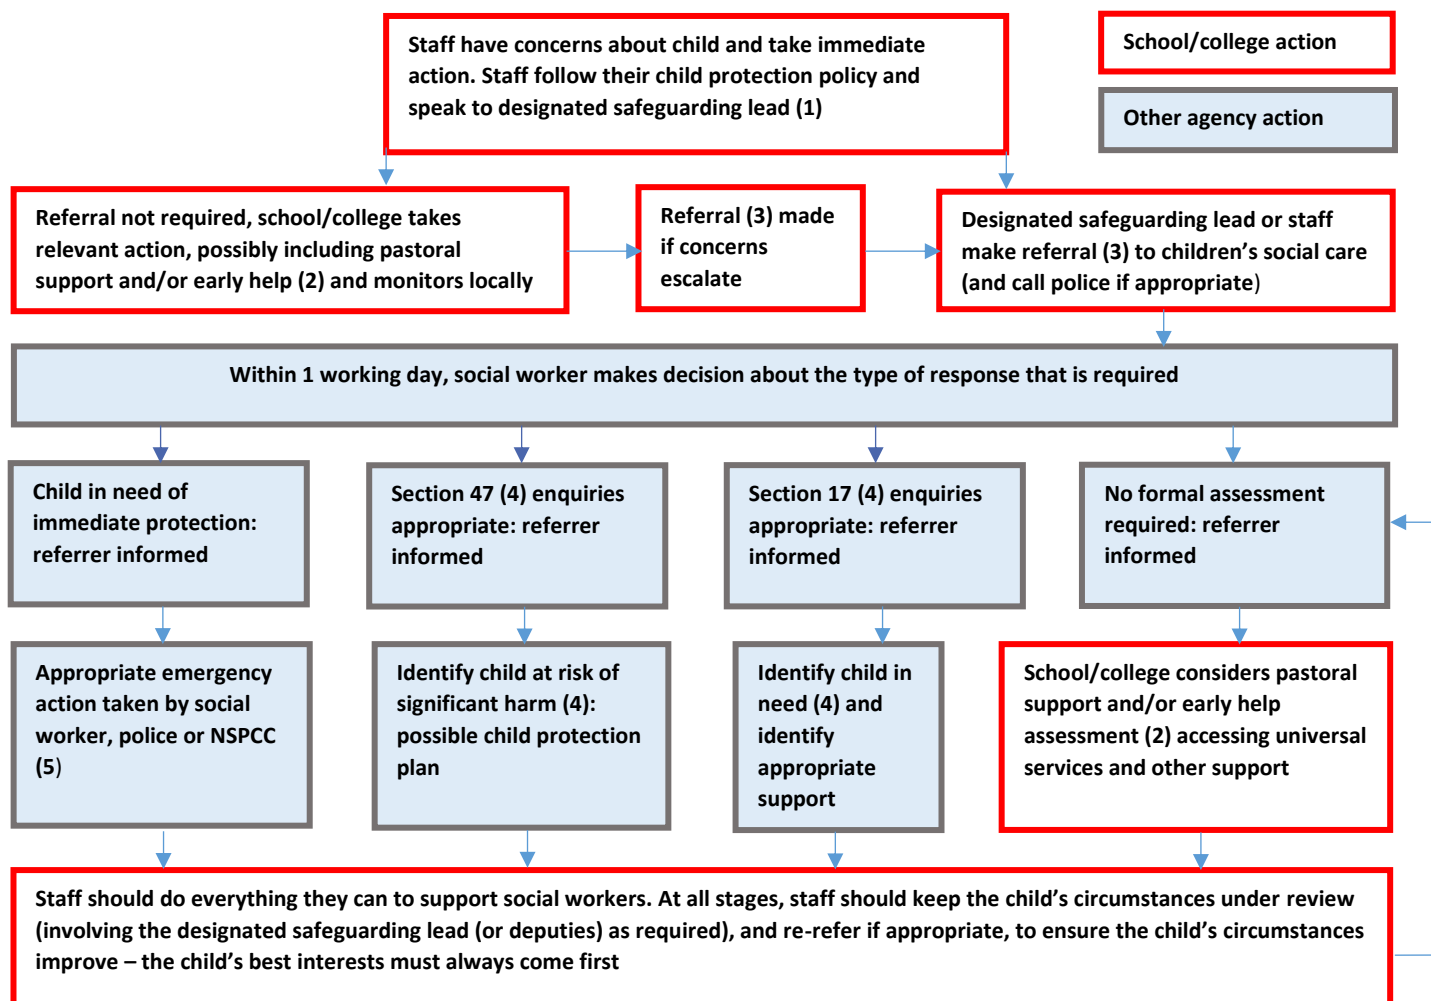 Staff have concerns about child and take immediate
action. Staff follow their child protection policy and
speak to designated safeguarding lead (1)
School/college action
Other agency action
Referral not required, school/college takes
relevant action, possibly including pastoral
support and/or early help (2) and monitors locally
Referral (3) made
if concerns
escalate
Designated safeguarding lead or staff
make referral (3) to children’s social care
(and call police if appropriate)
Within 1 working day, social worker makes decision about the type of response that is required
Child in need of
immediate protection:
referrer informed
Section 47 (4) enquiries
appropriate: referrer
informed
Section 17 (4) enquiries
appropriate: referrer
informed
No formal assessment
required: referrer
informed
Appropriate emergency
action taken by social
worker, police or NSPCC
(5)
Identify child at risk of
significant harm (4):
possible child protection
plan
Identify child in
need (4) and
identify
appropriate
support
School/college considers pastoral
support and/or early help
assessment (2) accessing universal
services and other support
Staff should do everything they can to support social workers. At all stages, staff should keep the child’s circumstances under review
(involving the designated safeguarding lead (or deputies) as required), and re-refer if appropriate, to ensure the child’s circumstances
improve – the child’s best interests must always come first